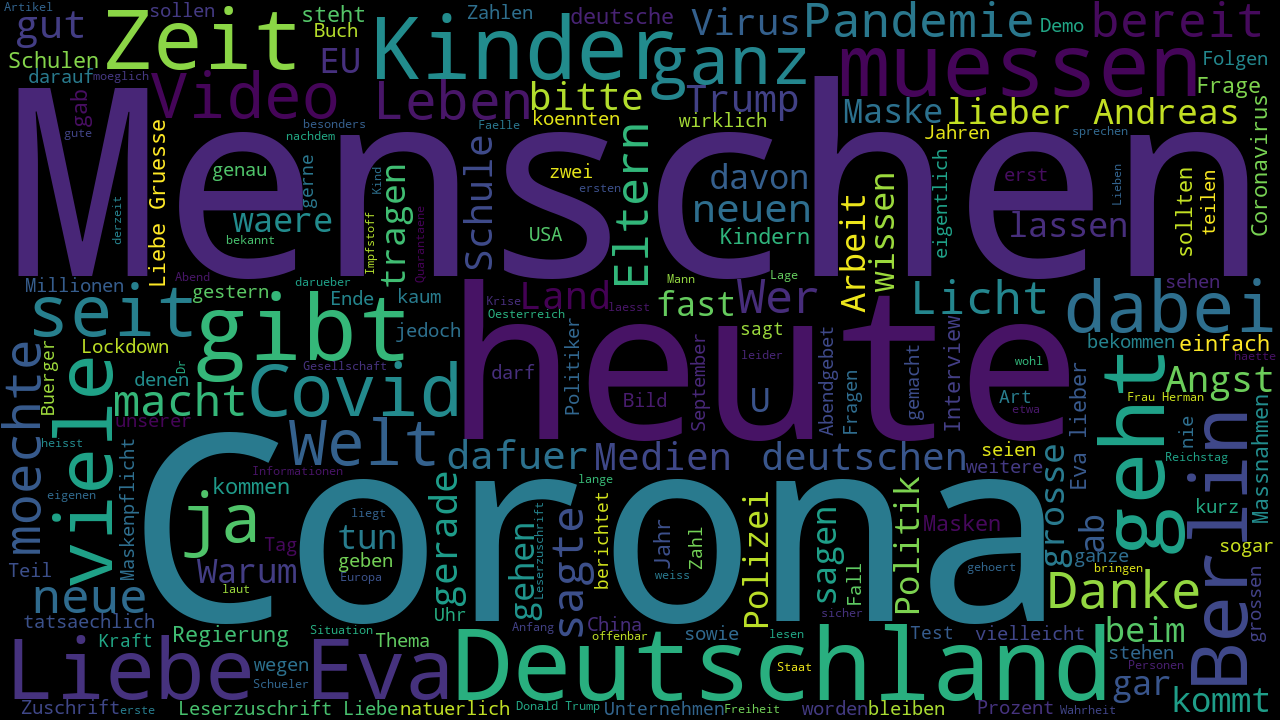 Artikel
gut
sollen
Zeit
steht
Buch
Zahlen
deutsche
Virus
Pandemie
Demo
bereit
Schulen
EU
Kinder
ganz
muessen
Folgen
Frage
darauf
moeglich
Video
Leben
bitte
Trump
Maske
lieber Andreas
gab
gute
besonders
nachdem
Faelle
koennten
wirklich
Jahren
sprechen
Coronavirus
Menschen
Liebe Gruesse
genau
gerne
Kind
tragen
Schule
zwei
ersten
Eltern
davon
neuen
Kindern
Arbeit
Wissen
eigentlich
erst
lassen
Lieben
sollten
teilen
derzeit
waere
bekannt
Impfstoff
Quarantaene
USA
Abend
darueber
Mann
Lage
sehen
Millionen
gestern
Ende
kaum
Krise
Oesterreich
Land
laesst
fast
Wer
Licht
dabei
seit
gibt
jedoch
heute
sagt
leider
wohl
bekommen
einfach
haette
moechte
Buerger
Lockdown
denen
Dr
Gesellschaft
Covid
Politiker
darf
Bild
September
U
Abendgebet
Fragen
gemacht
Interview
Art
etwa
Eva lieber
geht
Angst
Frau Herman
viele
macht
unserer
Welt
dafuer
Medien
deutschen
seien
weitere
nie
Reichstag
Berlin
Massnahmen
heisst
eigenen
Maskenpflicht
kommen
Informationen
lange
grosse
ab
kurz
Corona
ja
Tag
liegt
tun
gerade
gehen
Leserzuschrift
sagte
berichtet
Jahr
Zahl
Polizei
sagen
Fall
Politik
Masken
ganze
sogar
Teil
Warum
geben
Europa
weiss
gehoert
bringen
neue
laut
Uhr
sicher
Danke
grossen
tatsaechlich
Kraft
Regierung
Situation
Thema
Anfang
China
offenbar
sowie
lesen
Test
vielleicht
beim
stehen
Personen
Liebe
wegen
Schueler
Eva
Deutschland
Staat
gar
kommt
Zuschrift
erste
Leserzuschrift Liebe
natuerlich
Donald Trump
Unternehmen
Freiheit
worden
bleiben
Prozent
Wahrheit